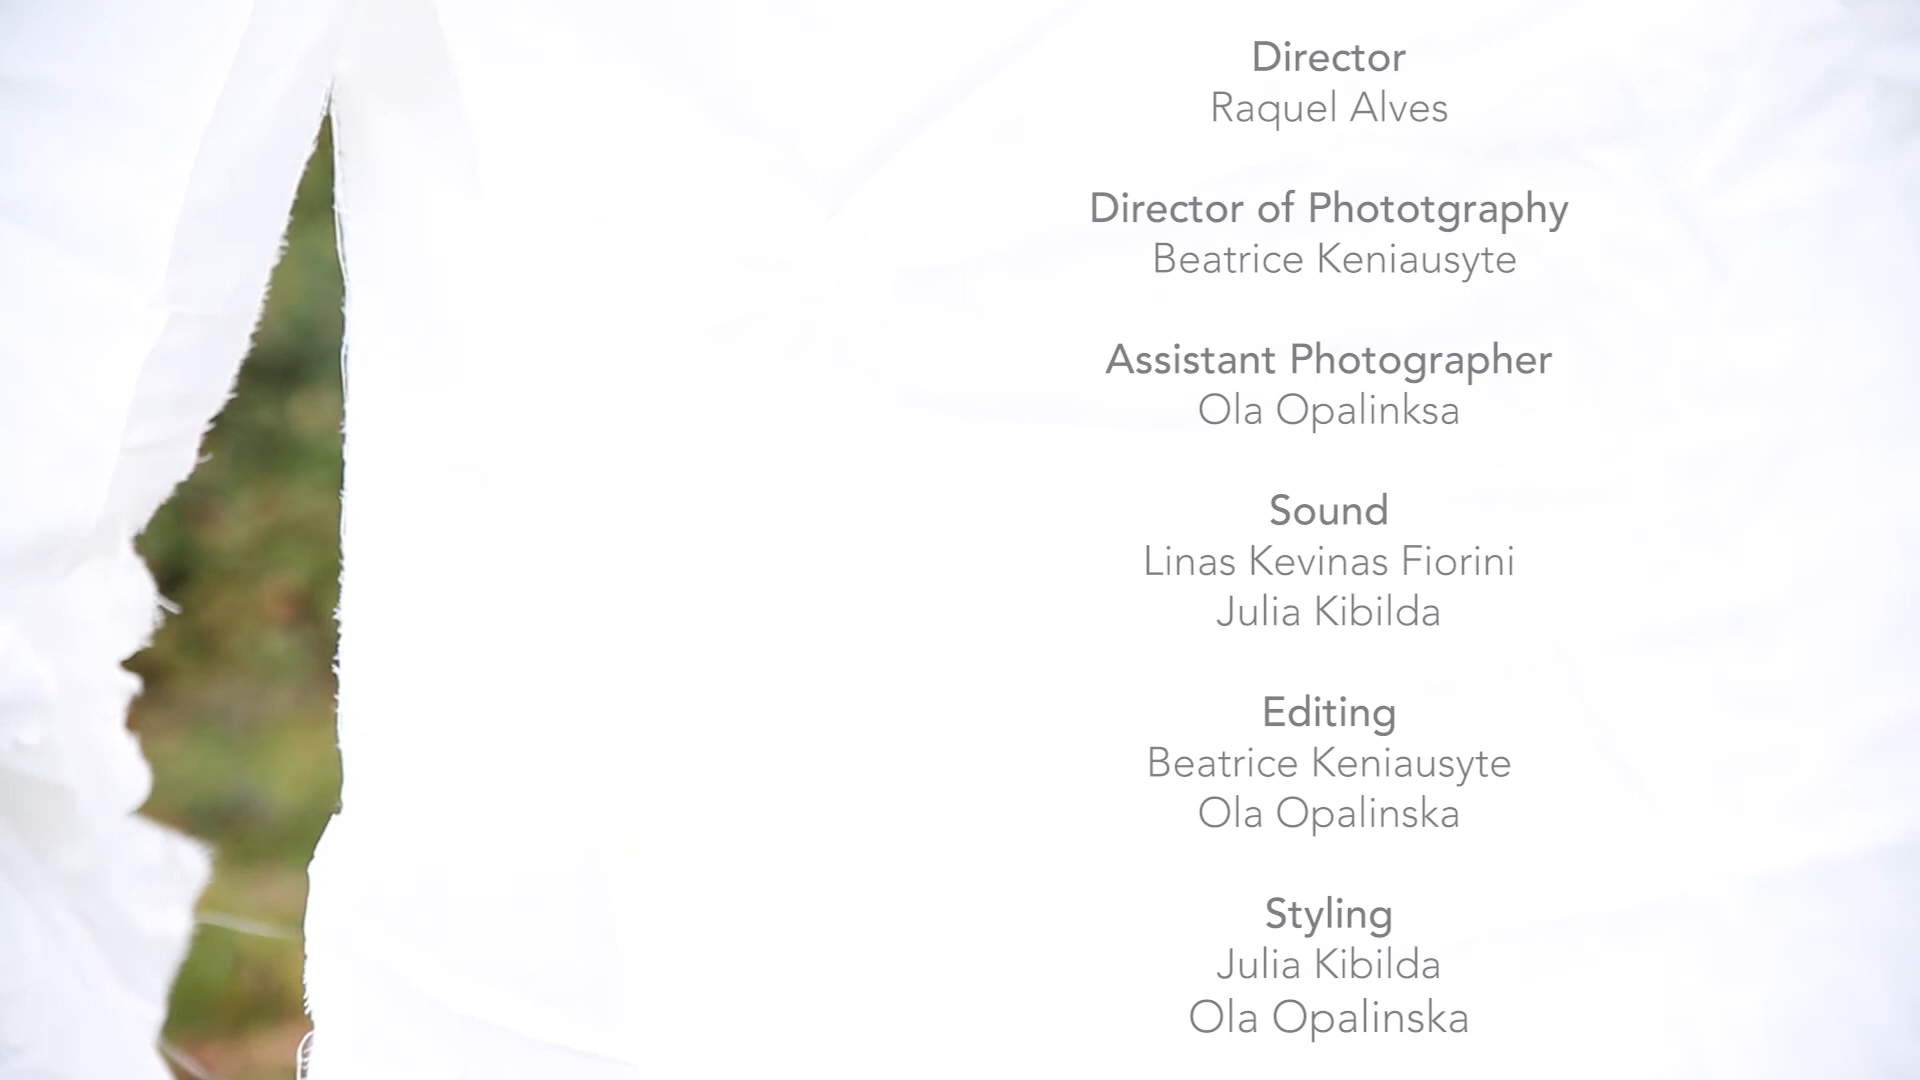 Director
Raquel Alves
Director of Phototgraphy
Beatrice Keniausyte
Assistant Photographer
Ola Opalinksa
Sound
Linas Kevinas Fiorini
Julia Kibilda
Editing
Beatrice Keniausyte
Ola Opalinska
Styling
Julia Kibilda
Ola Opalinska